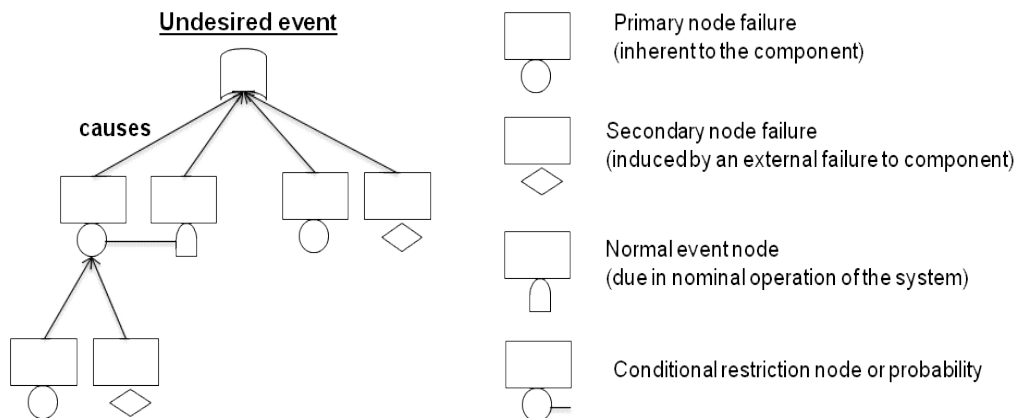 Undesired event
causes
Primary node failure
(inherent to the component)
Secondary node failure
(induced by an external failure to component)
Normal event node
(due in nominal operation of the system)
Conditional restriction node or probability